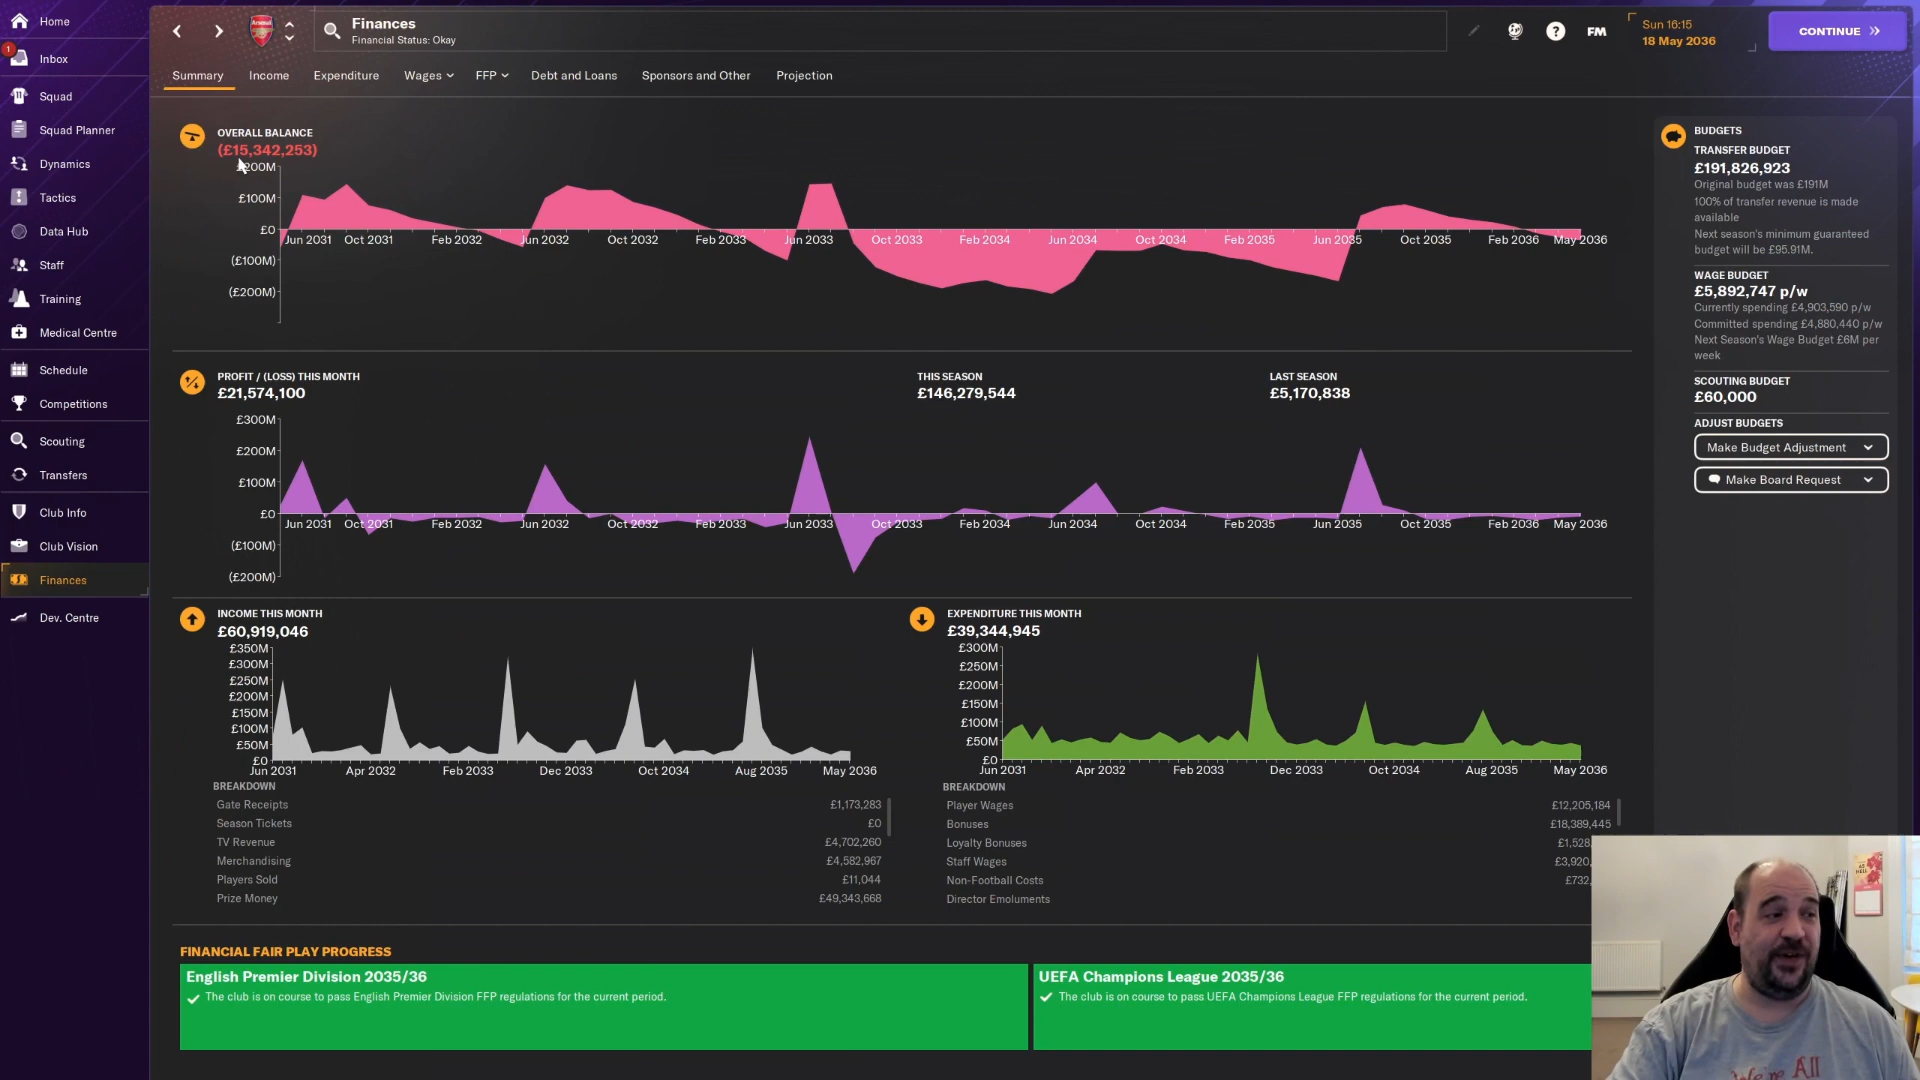 Home
1
Inbox
Squad
Squad Planner
Dynamics
Tactics
Data Hub
Staff
Training
Medical Centre
Schedule
Competitions
Scouting
Transfers
Club Info
Club Vision
Finances
Dev. Centre
Arsenal
Finances
Financial Status: Okay
?
FM
Sun 16:15
18 May 2036
CONTINUE
Summary
Income
Expenditure
Wages
FFP
Debt and Loans
Sponsors and Other
Projection
OVERALL BALANCE
(£15,342,253)
£200M
£100M
£0
(£100M)
(£200M)
Jun 2031 Oct 2031 Feb 2032 Jun 2032 Oct 2032 Feb 2033 Jun 2033 Oct 2033 Feb 2034 Jun 2034 Oct 2034 Feb 2035 Jun 2035 Oct 2035 Feb 2036 May 2036
PROFIT / (LOSS) THIS MONTH
£21,574,100
THIS SEASON
£146,279,544
LAST SEASON
£5,170,838
£300M
£200M
£100M
£0
(£100M)
(£200M)
Jun 2031 Oct 2031 Feb 2032 Jun 2032 Oct 2032 Feb 2033 Jun 2033 Oct 2033 Feb 2034 Jun 2034 Oct 2034 Feb 2035 Jun 2035 Oct 2035 Feb 2036 May 2036
INCOME THIS MONTH
£60,919,046
£350M
£300M
£250M
£200M
£150M
£100M
£50M
£0
Jun 2031 Apr 2032 Feb 2033 Dec 2033 Oct 2034 Aug 2035 May 2036
BREAKDOWN
Gate Receipts £1,173,283
Season Tickets £0
TV Revenue £4,702,260
Merchandising £4,582,967
Players Sold £11,044
Prize Money £49,343,668
EXPENDITURE THIS MONTH
£39,344,945
£300M
£250M
£200M
£150M
£100M
£50M
£0
Jun 2031 Apr 2032 Feb 2033 Dec 2033 Oct 2034 Aug 2035 May 2036
BREAKDOWN
Player Wages £12,205,184
Bonuses £18,389,445
Loyalty Bonuses £1,528,
Staff Wages £3,920,
Non-Football Costs £732,
Director Emoluments
FINANCIAL FAIR PLAY PROGRESS
English Premier Division 2035/36
The club is on course to pass English Premier Division FFP regulations for the current period.
UEFA Champions League 2035/36
The club is on course to pass UEFA Champions League FFP regulations for the current period.
BUDGETS
TRANSFER BUDGET
£191,826,923
Original budget was £191M
100% of transfer revenue is made
available
Next season's minimum guaranteed
budget will be £95.91M.
WAGE BUDGET
£5,892,747 p/w
Currently spending £4,903,590 p/w
Committed spending £4,880,440 p/w
Next Season's Wage Budget £6M per
week
SCOUTING BUDGET
£60,000
ADJUST BUDGETS
Make Budget Adjustment
Make Board Request
We're All